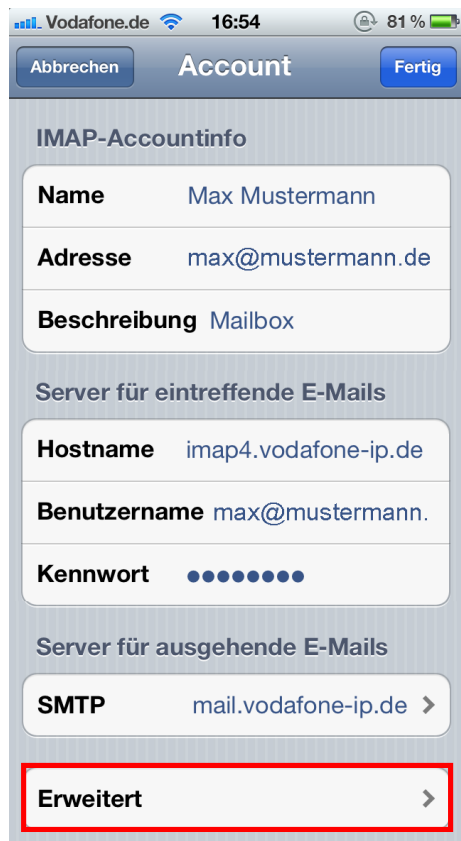 Vodafone.de 16:54 81 %
Abbrechen Account Fertig
IMAP-Accountinfo
Name Max Mustermann
Adresse max@mustermann.de
Beschreibung Mailbox
Server für eintreffende E-Mails
Hostname imap4.vodafone-ip.de
Benutzername max@mustermann.
Kennwort ●●●●●●●●
Server für ausgehende E-Mails
SMTP mail.vodafone-ip.de
Erweitert